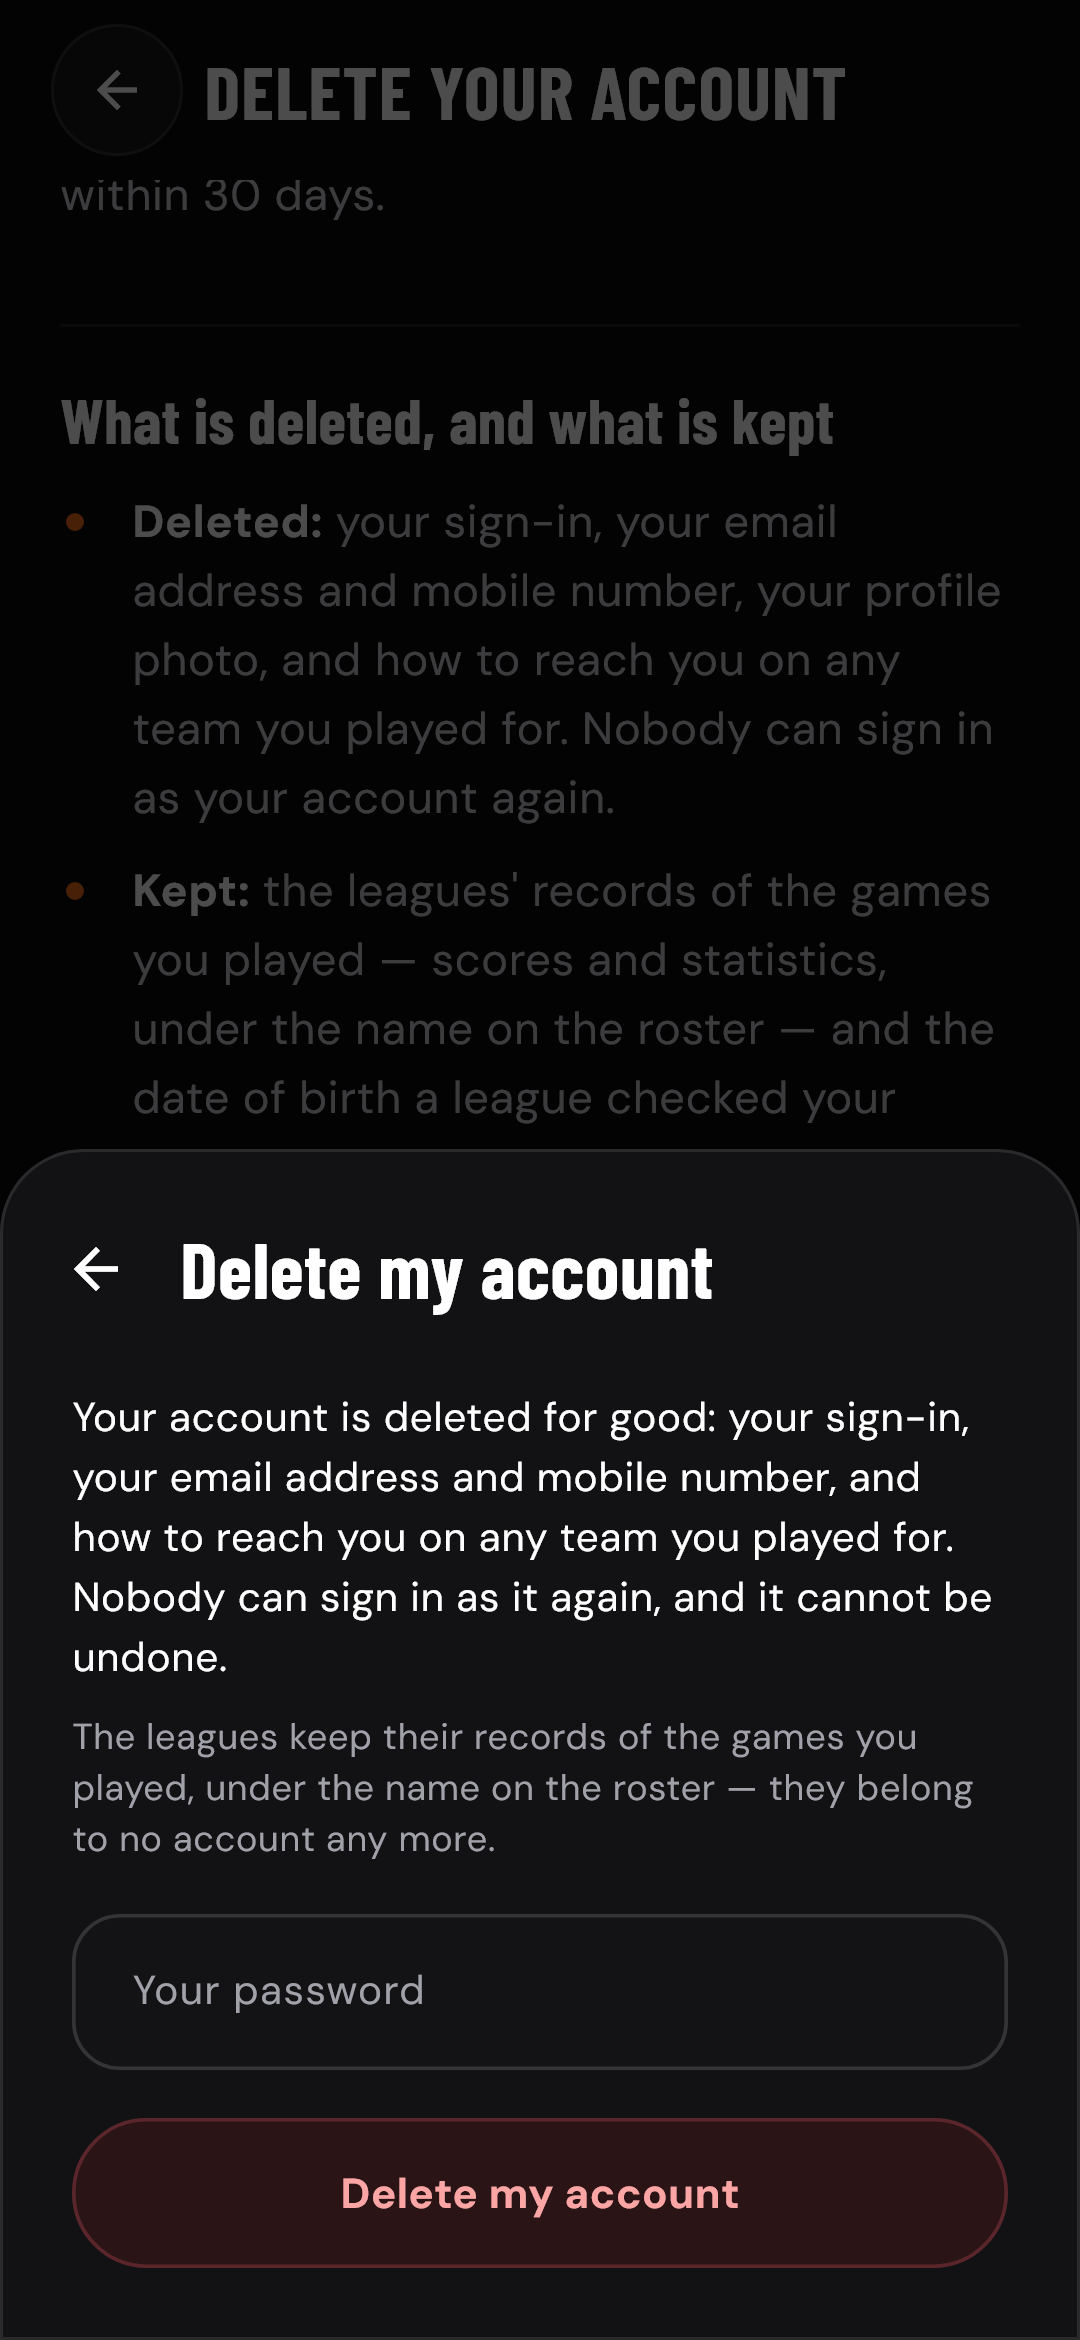 DELETE YOUR ACCOUNT
within 30 days.
What is deleted, and what is kept
Deleted: your sign-in, your email
address and mobile number, your profile
photo, and how to reach you on any
team you played for. Nobody can sign in
as your account again.
Kept: the leagues' records of the games
you played — scores and statistics,
under the name on the roster — and the
date of birth a league checked your
Delete my account
Your account is deleted for good: your sign-in,
your email address and mobile number, and
how to reach you on any team you played for.
Nobody can sign in as it again, and it cannot be
undone.
The leagues keep their records of the games you
played, under the name on the roster — they belong
to no account any more.
Your password
Delete my account